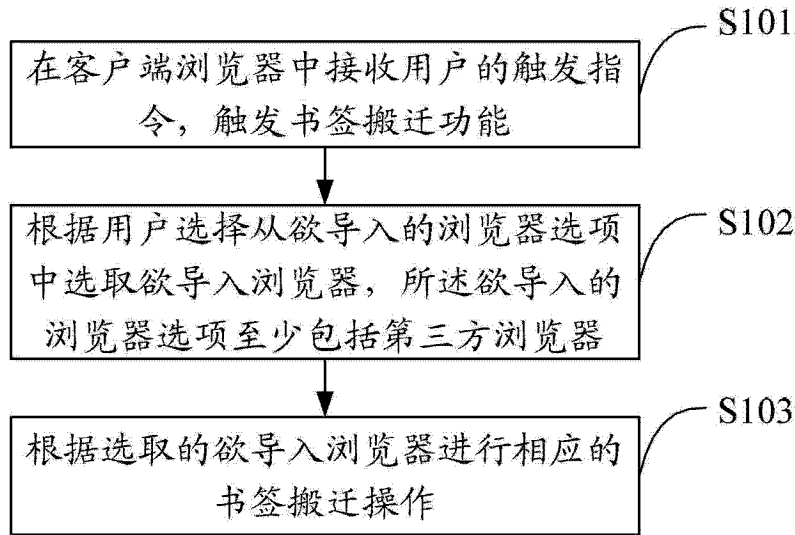 S101
在客户端浏览器中接收用户的触发指
令，触发书签搬迁功能
S102
根据用户选择从欲导入的浏览器选项
中选取欲导入浏览器，所述欲导入的
浏览器选项至少包括第三方浏览器
S103
根据选取的欲导入浏览器进行相应的
书签搬迁操作